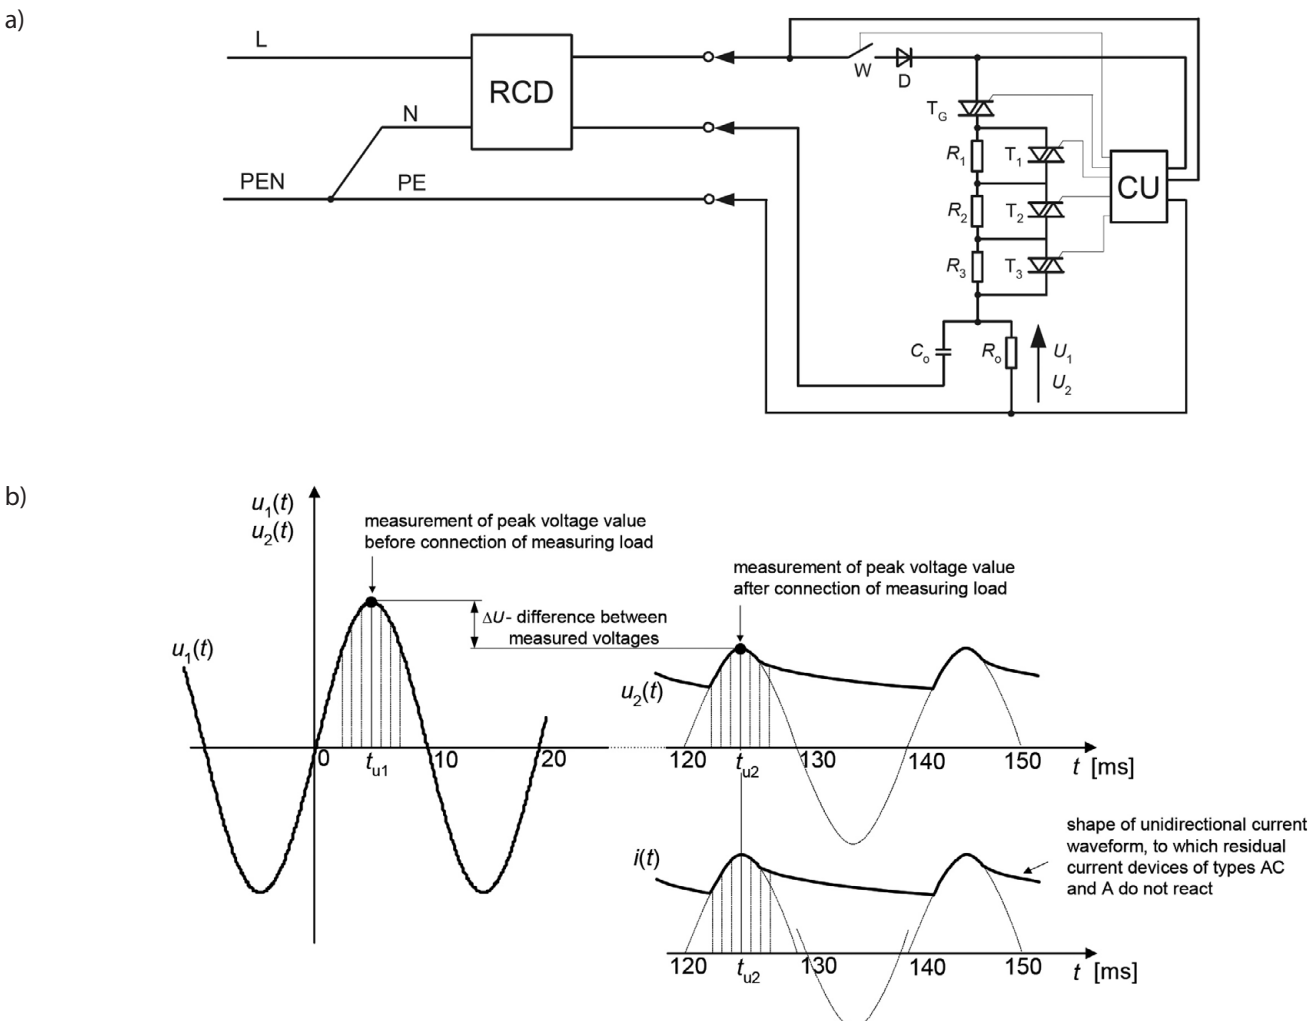 a)
L
RCD
N
PEN
PE
W
D
T_G
R_1
T_1
R_2
T_2
R_3
T_3
CU
C_o
R_o
U_1
U_2
b)
u_1(t)
u_2(t)
measurement of peak voltage value
before connection of measuring load
measurement of peak voltage value
after connection of measuring load
ΔU- difference between
measured voltages
u_1(t)
u_2(t)
0
t_u1
10
20
120
t_u2
130
140
150
t [ms]
i(t)
shape of unidirectional current
waveform, to which residual
current devices of types AC
and A do not react
120
t_u2
130
140
150
t [ms]